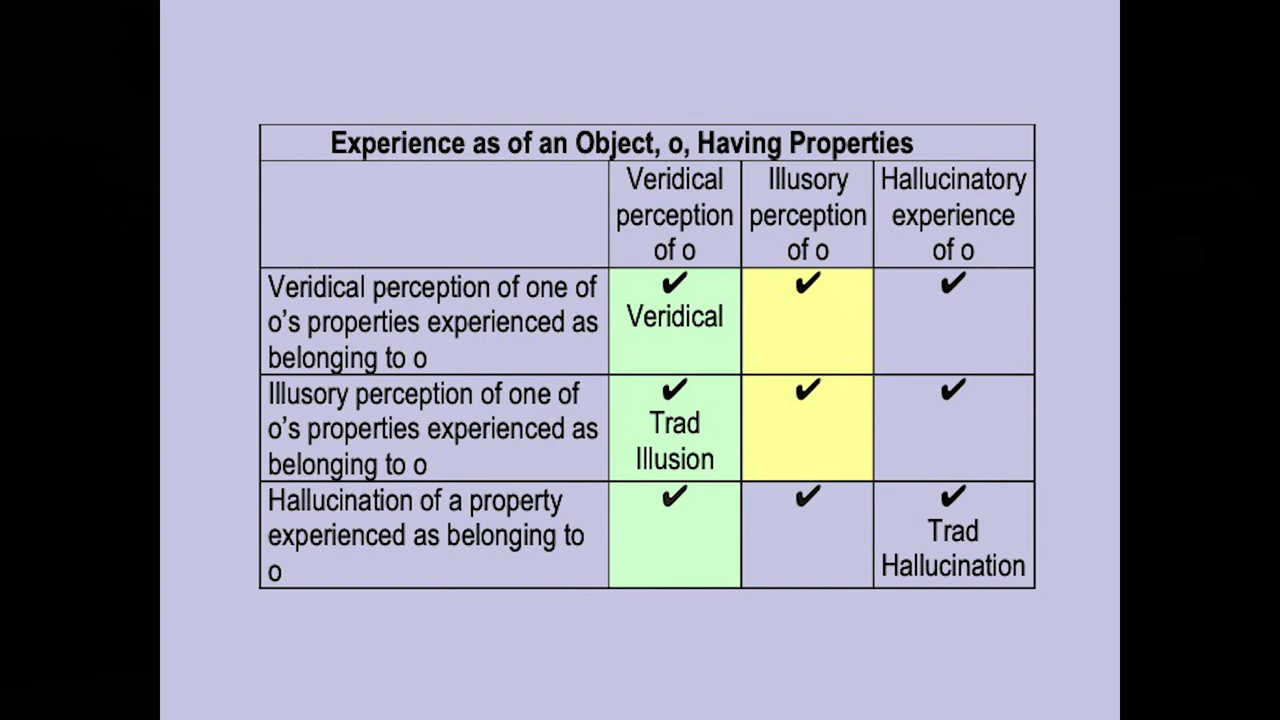 Experience as of an Object, o, Having Properties
Veridical perception of o
Illusory perception of o
Hallucinatory experience of o
Veridical perception of one of
o's properties experienced as
belonging to o
✔ ✔ ✔
Veridical
Illusory perception of one of
o's properties experienced as
belonging to o
✔ ✔ ✔
Trad
Illusion
Hallucination of a property
experienced as belonging to
o
✔ ✔ ✔
Trad
Hallucination